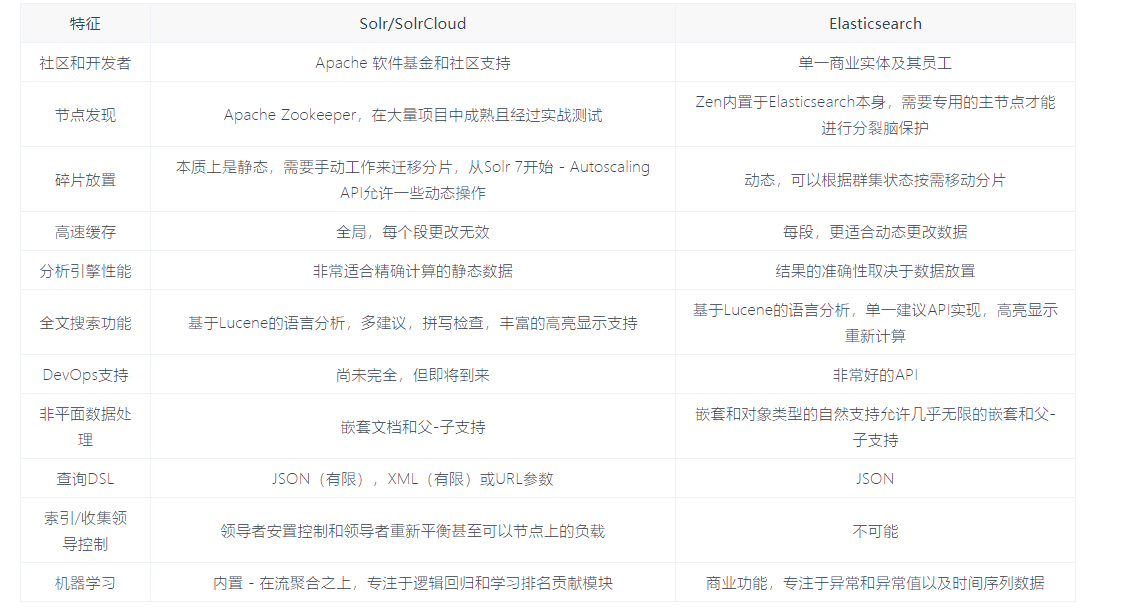 特征
Solr/SolrCloud
Elasticsearch
社区和开发者
Apache 软件基金和社区支持
单一商业实体及其员工
节点发现
Apache Zookeeper，在大量项目中成熟且经过实战测试
Zen内置于Elasticsearch本身，需要专用的主节点才能
进行分裂脑保护
碎片放置
本质上是静态，需要手动工作来迁移分片，从Solr 7开始 - Autoscaling
API允许一些动态操作
动态，可以根据群集状态按需移动分片
高速缓存
全局，每个段更改无效
每段，更适合动态更改数据
分析引擎性能
非常适合精确计算的静态数据
结果的准确性取决于数据放置
全文搜索功能
基于Lucene的语言分析，多建议，拼写检查，丰富的高亮显示支持
基于Lucene的语言分析，单一建议API实现，高亮显示
重新计算
DevOps支持
尚未完全，但即将到来
非常好的API
非平面数据处
理
嵌套文档和父-子支持
嵌套和对象类型的自然支持允许几乎无限的嵌套和父-
子支持
查询DSL
JSON（有限），XML（有限）或URL参数
JSON
索引/收集领
导控制
领导者安置控制和领导者重新平衡甚至可以节点上的负载
不可能
机器学习
内置 - 在流聚合之上，专注于逻辑回归和学习排名贡献模块
商业功能，专注于异常和异常值以及时间序列数据